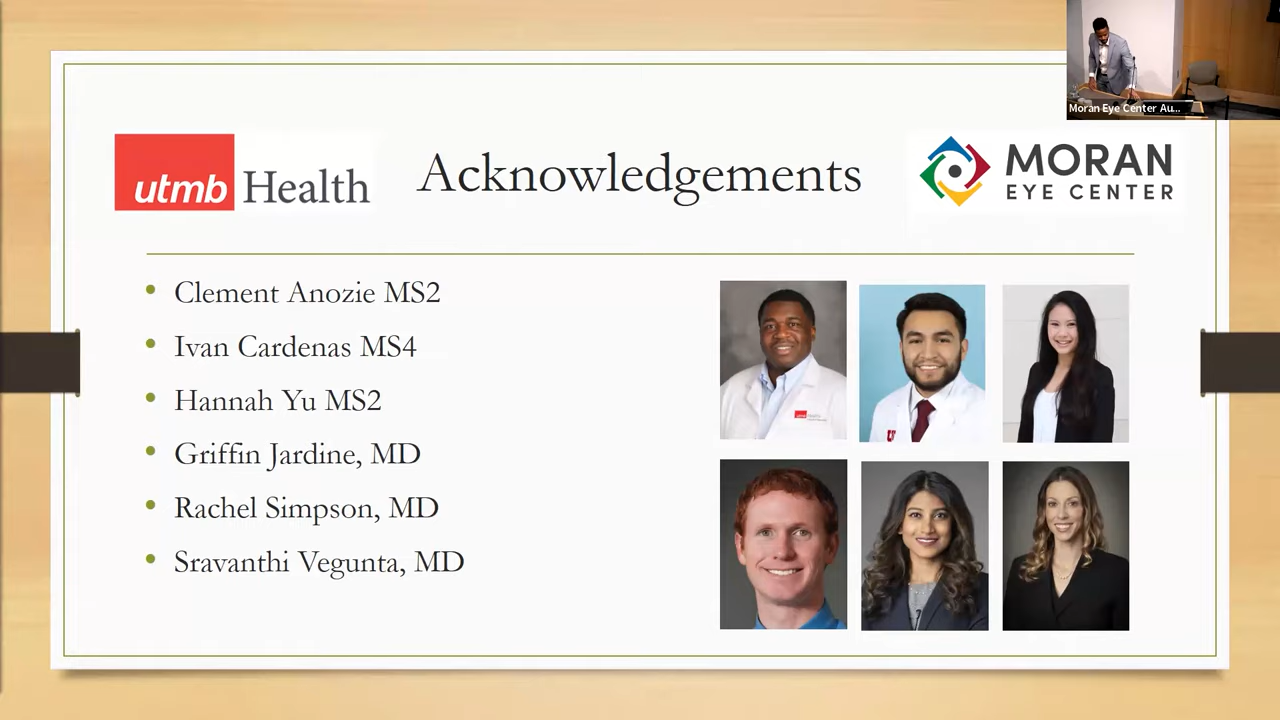 Moran Eye Center Au...
utmb Health
Acknowledgements
MORAN
EYE CENTER
• Clement Anozie MS2
• Ivan Cardenas MS4
• Hannah Yu MS2
• Griffin Jardine, MD
• Rachel Simpson, MD
• Sravanthi Vegunta, MD